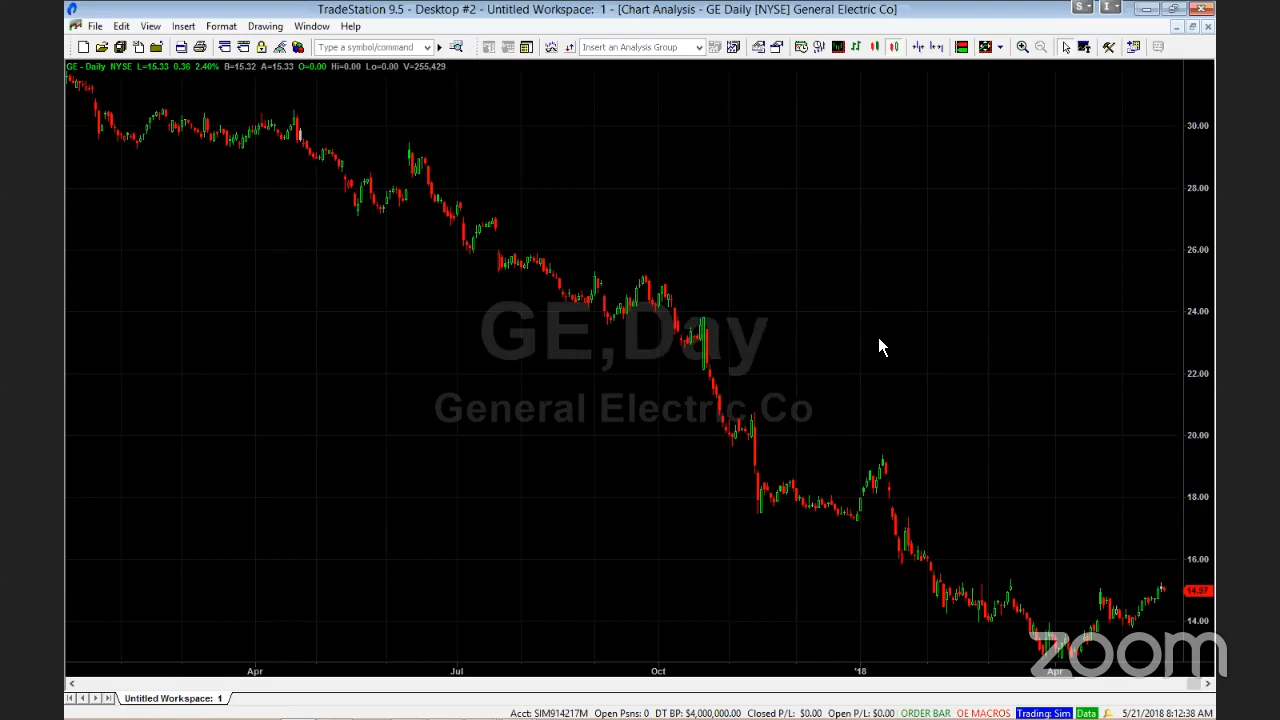 TradeStation 9.5 - Desktop #2 - Untitled Workspace: 1 - [Chart Analysis - GE Daily [NYSE] General Electric Co]
S
I
File Edit View Insert Format Drawing Window Help
Type a symbol/command
Insert an Analysis Group
GE - Daily NYSE L=15.33 0.36 2.40% B=15.32 A=15.33 O=0.00 Hi=0.00 Lo=0.00 V=255,429
30.00
28.00
26.00
24.00
GE,Day
22.00
General Electric Co
20.00
18.00
16.00
14.97
14.00
zoom
Apr Jul Oct '18 Apr
Untitled Workspace: 1
Acct: SIM914217M Open Psns: 0 DT BP: $4,000,000.00 Closed P/L: $0.00 Open P/L: $0.00 ORDER BAR OE MACROS Trading: Sim Data 5/21/2018 8:12:38 AM